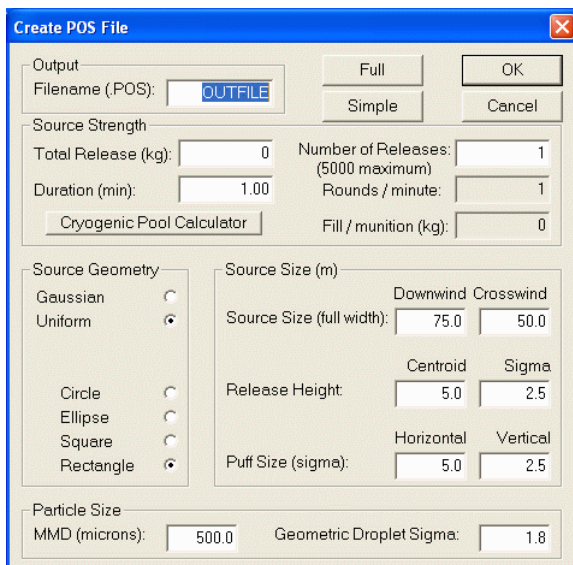 Create POS File
Output
Filename (.POS): OUTFILE
Full OK
Simple Cancel
Source Strength
Total Release (kg): 0 Number of Releases: 1
(5000 maximum)
Duration (min): 1.00 Rounds / minute: 1
Cryogenic Pool Calculator Fill / munition (kg): 0
Source Geometry
Gaussian
Uniform
Circle
Ellipse
Square
Rectangle
Source Size (m)
Downwind Crosswind
Source Size (full width): 75.0 50.0
Centroid Sigma
Release Height: 5.0 2.5
Horizontal Vertical
Puff Size (sigma): 5.0 2.5
Particle Size
MMD (microns): 500.0 Geometric Droplet Sigma: 1.8